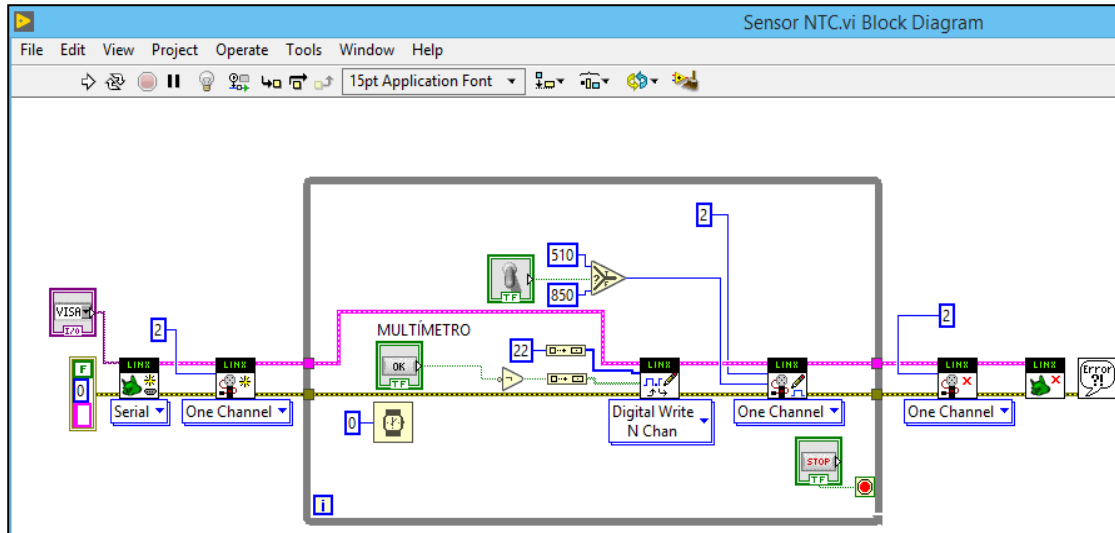 Sensor NTC.vi Block Diagram
File Edit View Project Operate Tools Window Help
15pt Application Font
2
510
TF
850
VISA
I/O
2
MULTÍMETRO
OK
TF
22
2
F
0
LINX
LINX
LINX
LINX
LINX
LINX
Error
?!
Serial
One Channel
0
Digital Write
N Chan
One Channel
One Channel
STOP
TF
i